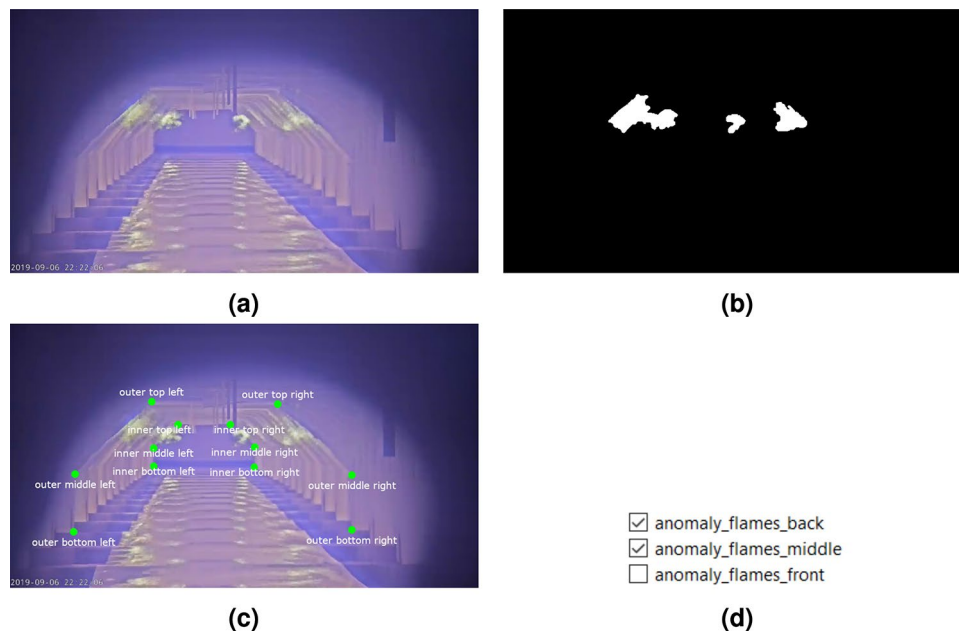 2019-09-06 22:22:06
(a)
(b)
outer top left
outer top right
inner top left
inner top right
inner middle left
inner middle right
inner bottom left
inner bottom right
outer middle left
outer middle right
outer bottom left
outer bottom right
2019-09-06 22:22:06
anomaly_flames_back
anomaly_flames_middle
anomaly_flames_front
(c)
(d)